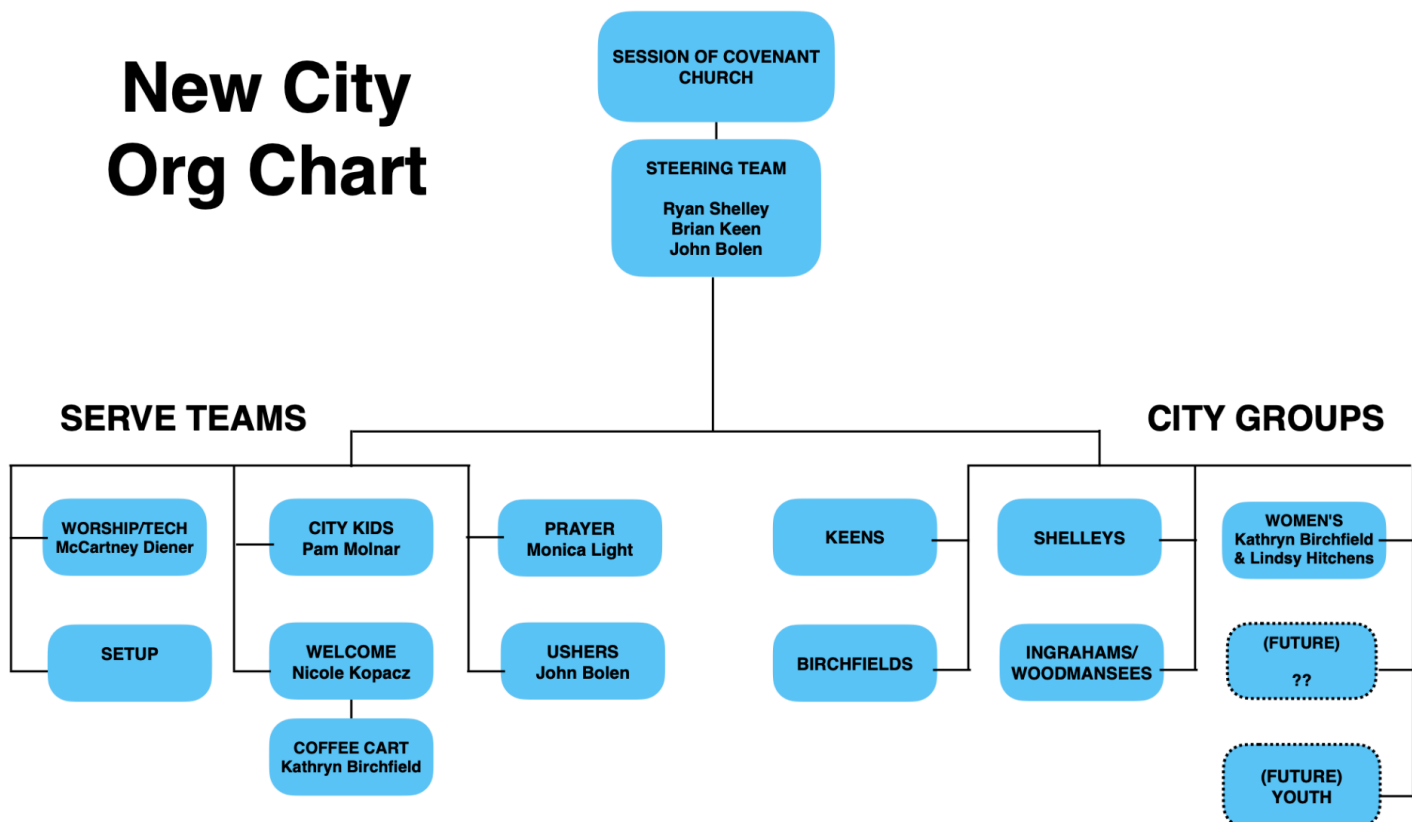 New City
Org Chart
SESSION OF COVENANT
CHURCH
STEERING TEAM
Ryan Shelley
Brian Keen
John Bolen
SERVE TEAMS
WORSHIP/TECH
McCartney Diener
CITY KIDS
Pam Molnar
PRAYER
Monica Light
SETUP
WELCOME
Nicole Kopacz
USHERS
John Bolen
COFFEE CART
Kathryn Birchfield
CITY GROUPS
KEENS
SHELLEYS
WOMEN'S
Kathryn Birchfield
& Lindsy Hitchens
BIRCHFIELDS
INGRAHAMS/
WOODMANSEES
(FUTURE)
??
(FUTURE)
YOUTH